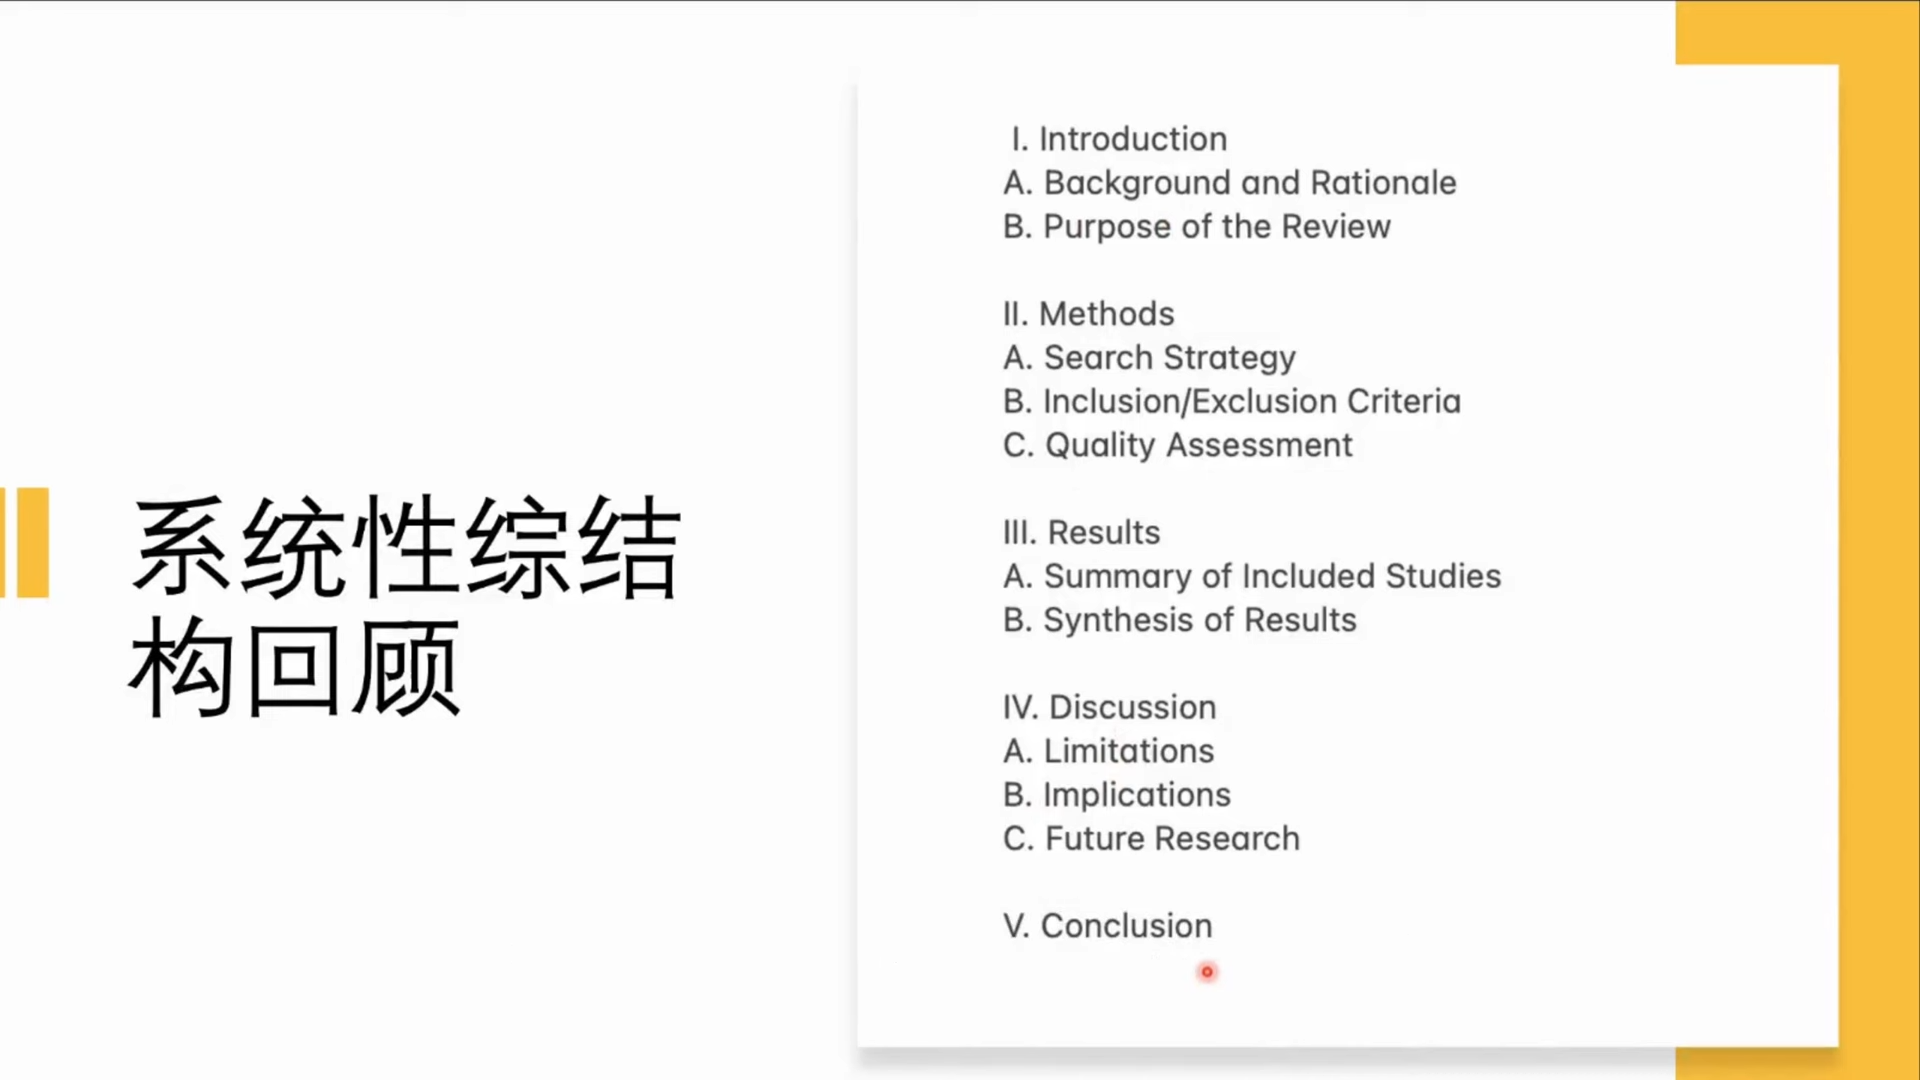 系统性综结
构回顾
I. Introduction
A. Background and Rationale
B. Purpose of the Review
II. Methods
A. Search Strategy
B. Inclusion/Exclusion Criteria
C. Quality Assessment
III. Results
A. Summary of Included Studies
B. Synthesis of Results
IV. Discussion
A. Limitations
B. Implications
C. Future Research
V. Conclusion